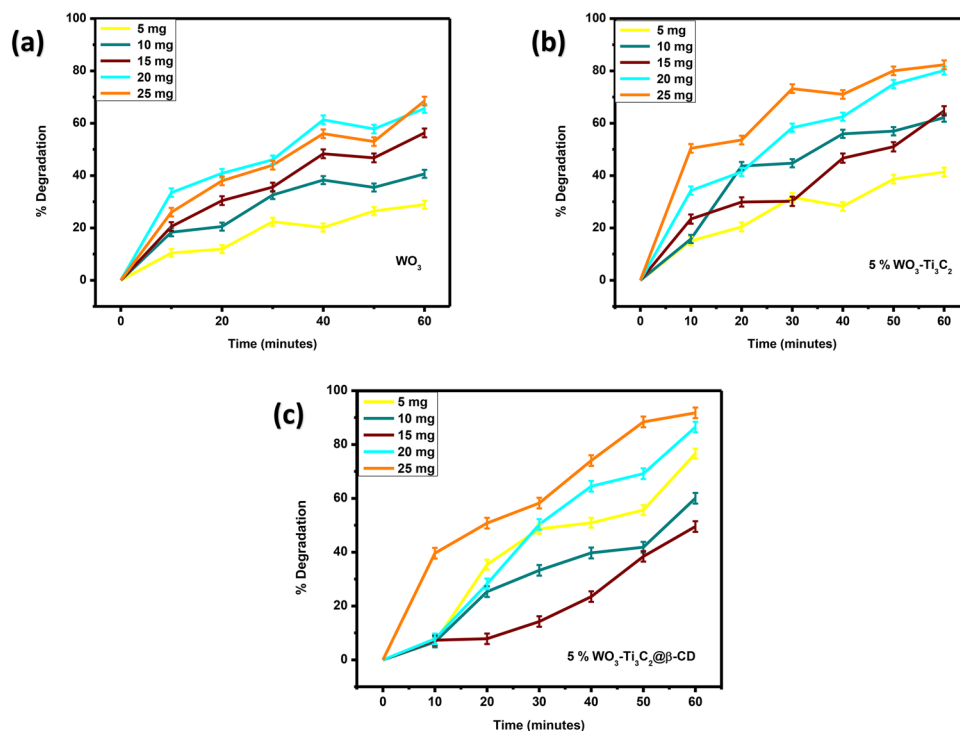 (a)
100
80
60
40
20
0
% Degradation
5 mg
10 mg
15 mg
20 mg
25 mg
WO₃
0 20 40 60
Time (minutes)
(b)
100
80
60
40
20
0
% Degradation
5 mg
10 mg
15 mg
20 mg
25 mg
5 % WO₃-Ti₃C₂
0 10 20 30 40 50 60
Time (minutes)
(c)
100
80
60
40
20
0
% Degradation
5 mg
10 mg
15 mg
20 mg
25 mg
5 % WO₃-Ti₃C₂@β-CD
0 10 20 30 40 50 60
Time (minutes)